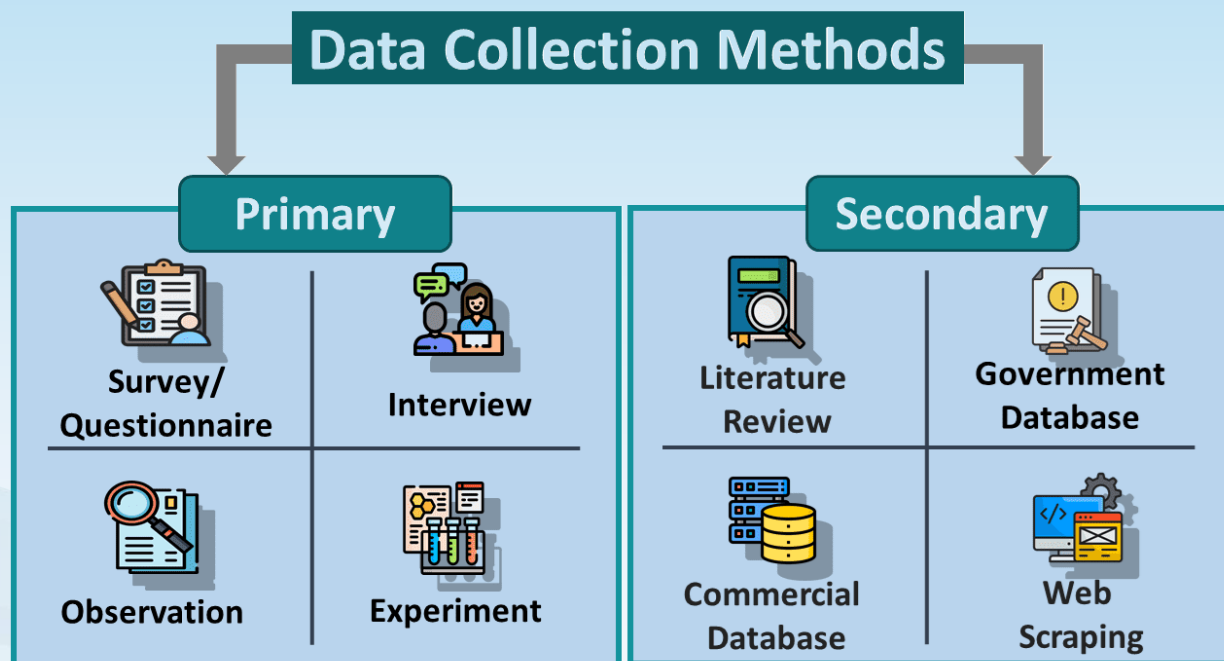 Data Collection Methods
Primary
Survey/
Questionnaire
Interview
Observation
Experiment
Secondary
Literature
Review
Government
Database
Commercial
Database
Web
Scraping